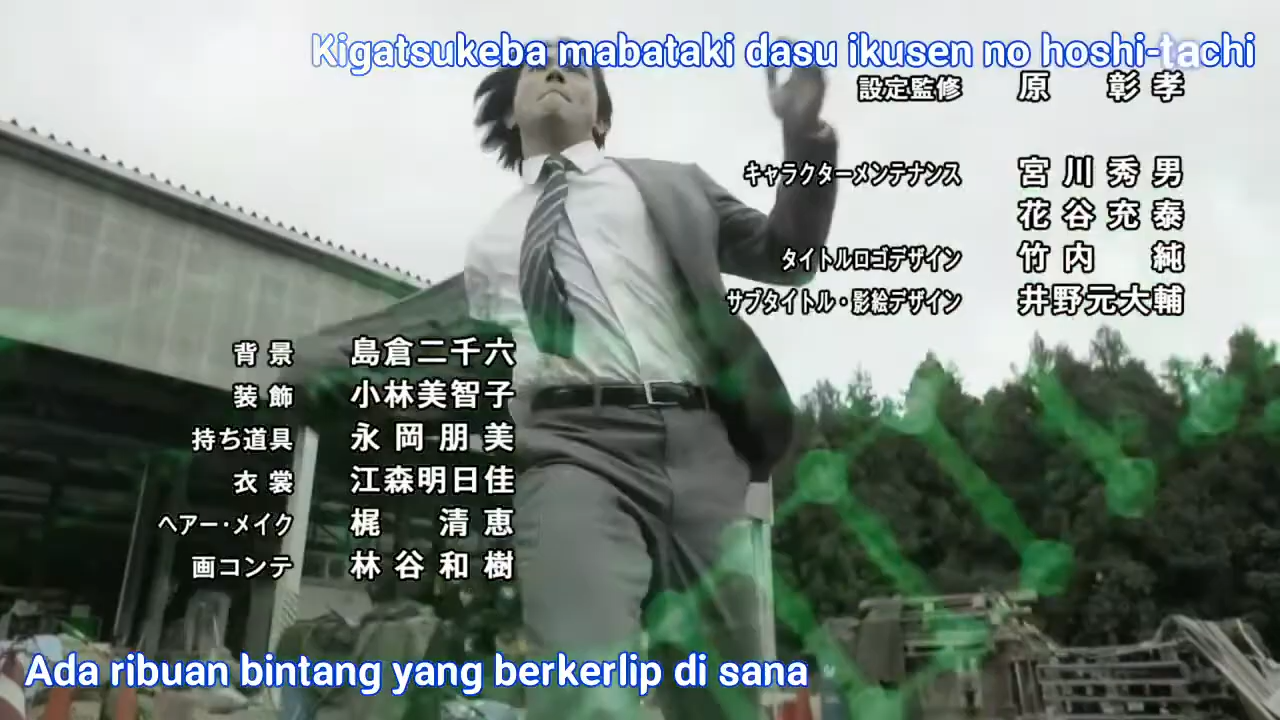 Kigatsukeba mabataki dasu ikusen no hoshi-tachi
設定監修 原 彰孝
キャラクターメンテナンス 宮川秀男
花谷充泰
タイトルロゴデザイン 竹内 純
サブタイトル・影絵デザイン 井野元大輔
背景 島倉二千六
装飾 小林美智子
持ち道具 永岡朋美
衣裳 江森明日佳
ヘアー・メイク 梶 清恵
画コンテ 林谷和樹
Ada ribuan bintang yang berkerlip di sana